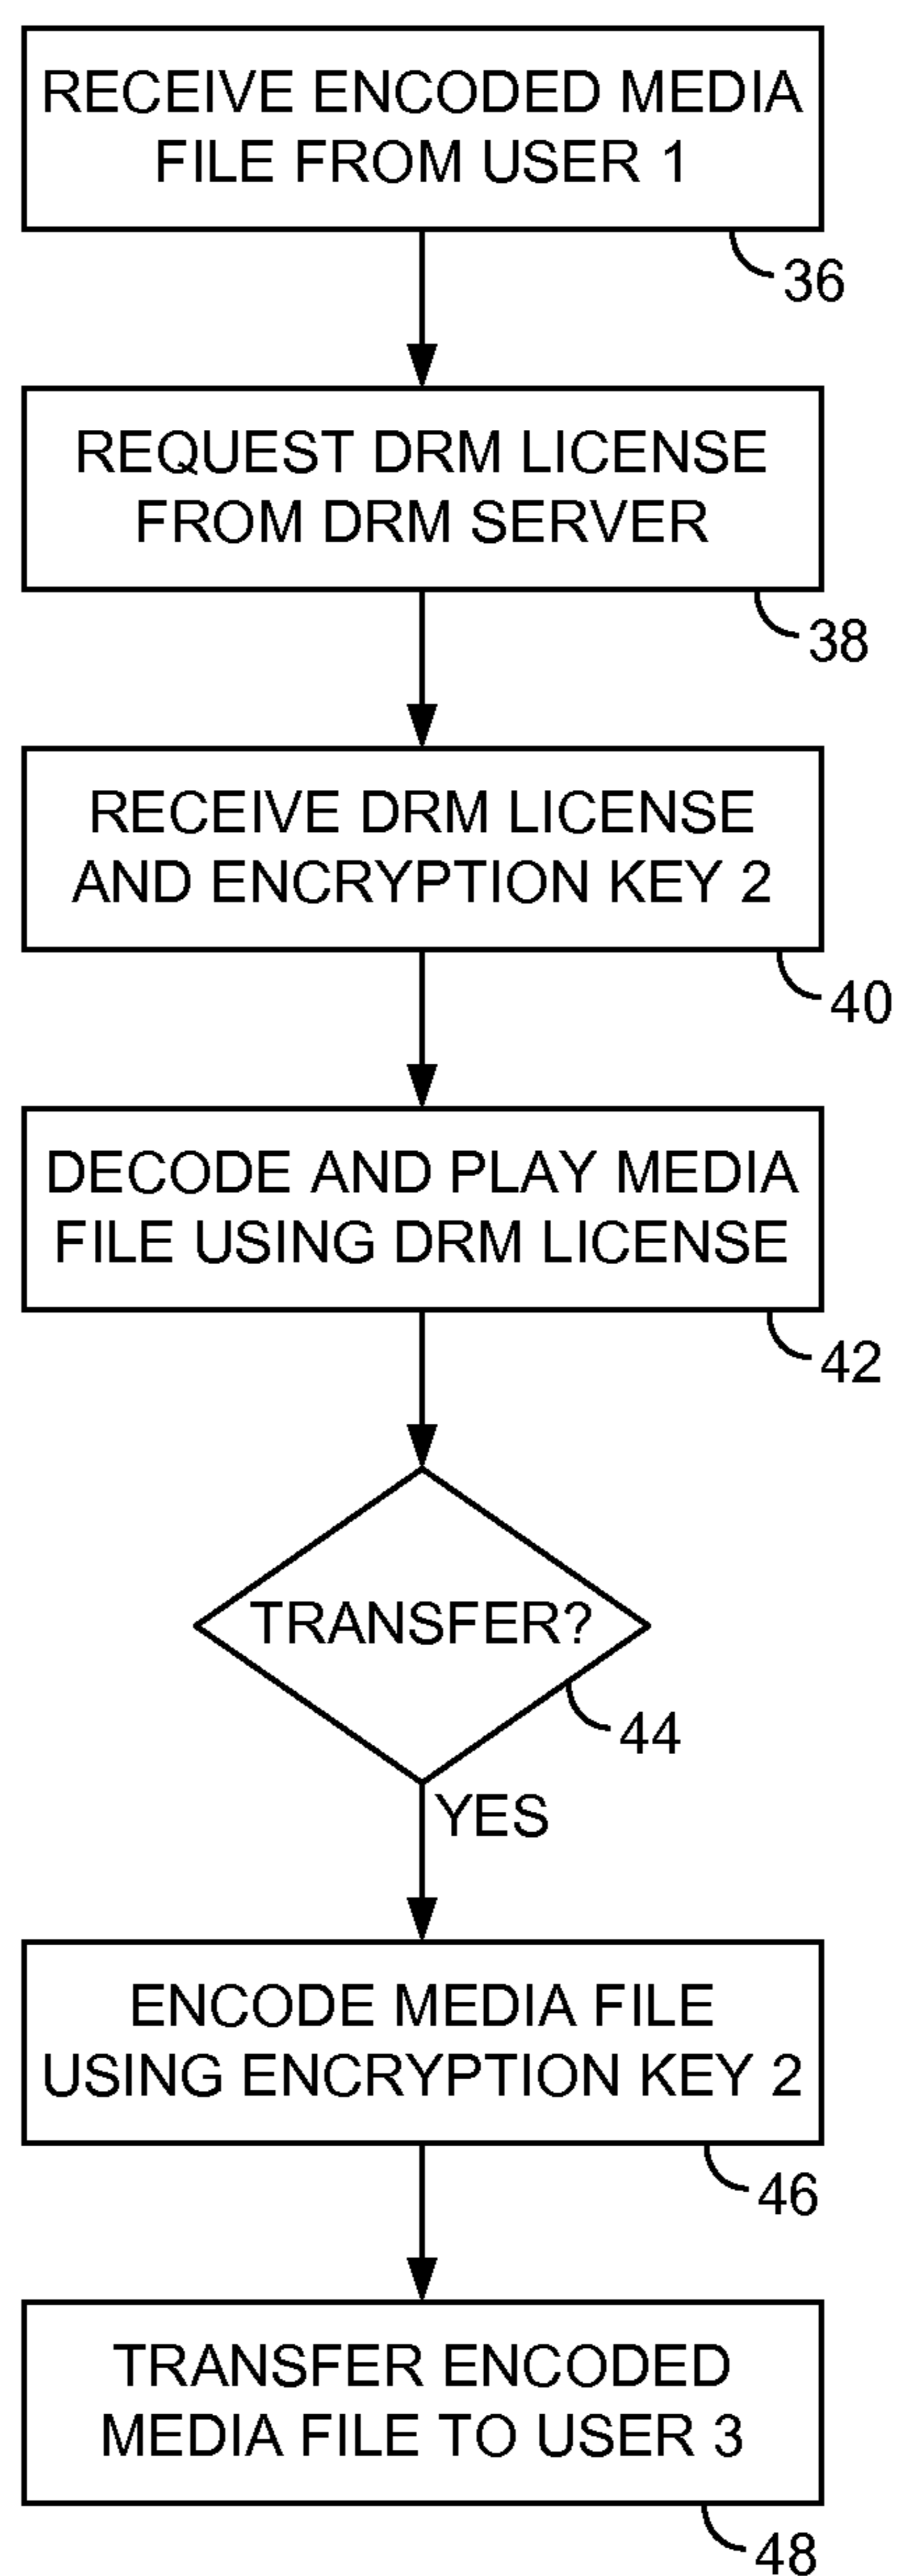 RECEIVE ENCODED MEDIA
FILE FROM USER 1
36
REQUEST DRM LICENSE
FROM DRM SERVER
38
RECEIVE DRM LICENSE
AND ENCRYPTION KEY 2
40
DECODE AND PLAY MEDIA
FILE USING DRM LICENSE
42
TRANSFER?
44
YES
ENCODE MEDIA FILE
USING ENCRYPTION KEY 2
46
TRANSFER ENCODED
MEDIA FILE TO USER 3
48